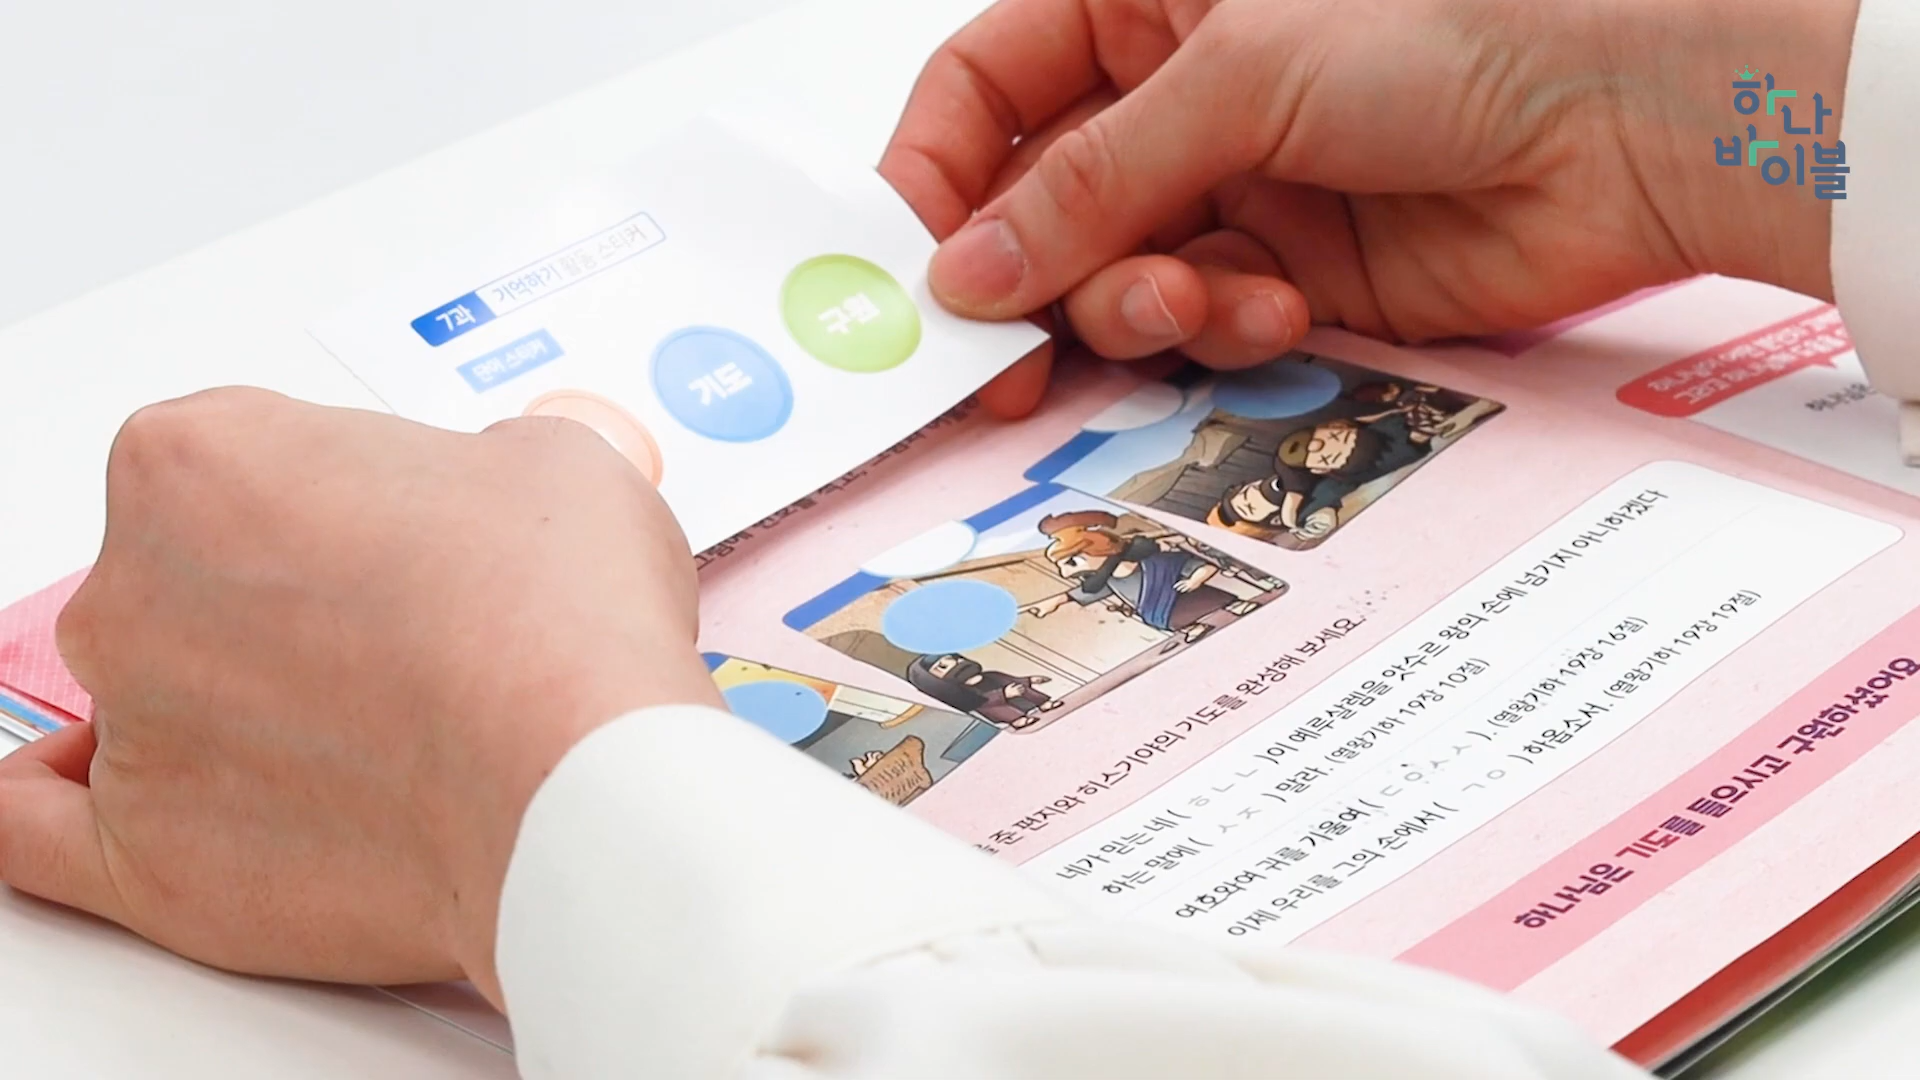 하나
바이블
7과 기억하기 활동 스티커
단어 스티커
기도
구원
준 편지와 히스기야의 기도를 완성해 보세요.
네가 믿는 네 ( ㅎㄴㄴ )이 예루살렘을 앗수르 왕의 손에 넘기지 아니하겠다
하는 말에 ( ㅅㅈ ) 말라. (열왕기하 19장 10절)
여호와여 귀를 기울여 ( ㄷㅇㅅㅅ ). (열왕기하 19장 16절)
이제 우리를 그의 손에서 ( ㄱㅇ ) 하옵소서. (열왕기하 19장 19절)
하나님은 기도를 들으시고 구원하셨어요